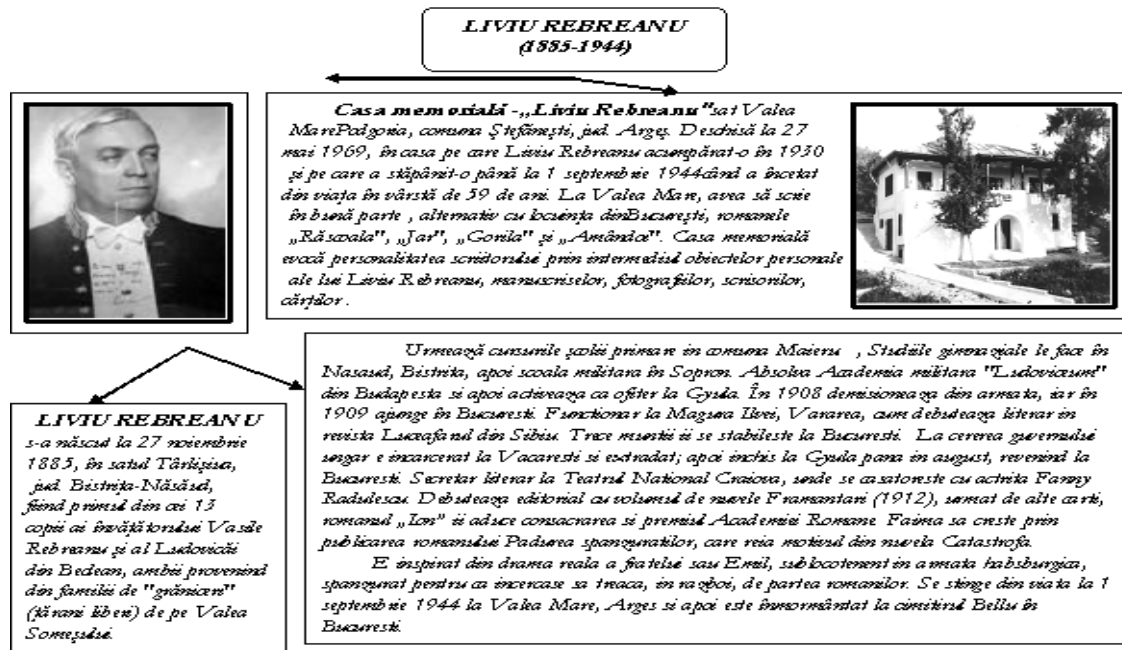 LIVIU REBREANU
(1885-1944)
Casa memorială -„Liviu Rebreanu" sat Valea
MarePodgoria, comuna Ştefăneşti, jud. Argeş. Deschisă la 27
mai 1969, în casa pe care Liviu Rebreanu acumpărat-o în 1930
şi pe care a stăpânit-o până la 1 septembrie 1944când a încetat
din viaţa în vârstă de 59 de ani. La Valea Mare, avea să scrie
în bună parte , alternativ cu locuinţa dinBucureşti, romanele
„Răscoala", „Jar", „Gorila" şi „Amândoi". Casa memorială
evocă personalitatea scriitorului prin intermediul obiectelor personale
ale lui Liviu Rebreanu, manuscriselor, fotografiilor, scrisorilor,
cărţilor .
LIVIU REBREANU
s-a născut la 27 noiembrie
1885, în satul Târlişiua,
jud. Bistriţa-Năsăud,
fiind primul din cei 13
copii ai învăţătorului Vasile
Rebreanu şi al Ludovicăi
din Beclean, ambii provenind
din familii de "grăniceri"
(ţărani liberi) de pe Valea
Someşului.
Urmează cursurile şcolii primare in comuna Maieru , Studiile gimnaziale le face în
Nasaud, Bistrita, apoi scoala militara în Sopron. Absolva Academia militara "Ludoviceum"
din Budapesta si apoi activeaza ca ofiter la Gyula. În 1908 demisioneaza din armata, iar în
1909 ajunge în Bucuresti. Functionar la Magura Ilvei, Vararea, cum debuteaza literar in
revista Luceafarul din Sibiu. Trece muntii si se stabileste la Bucuresti. La cererea guvernului
ungar e incarcerat la Vacaresti si extradat; apoi inchis la Gyula pana in august, revenind la
Bucuresti. Secretar literar la Teatrul National Craiova, unde se casatoreste cu actrita Fanny
Radulescu. Debuteaza editorial cu volumul de nuvele Framantari (1912), urmat de alte carti,
romanul „Ion" ii aduce consacrarea si premiul Academiei Romane. Faima sa creste prin
publicarea romanului Padurea spanzuratilor, care reia motivul din nuvela Catastrofa.
E inspirat din drama reala a fratelui sau Emil, sublocotenent in armata habsburgica,
spanzurat pentru ca incercase sa treaca, in razboi, de partea romanilor. Se stinge din viata la 1
septembrie 1944 la Valea Mare, Arges si apoi este înmormântat la cimitirul Bellu în
Bucuresti.